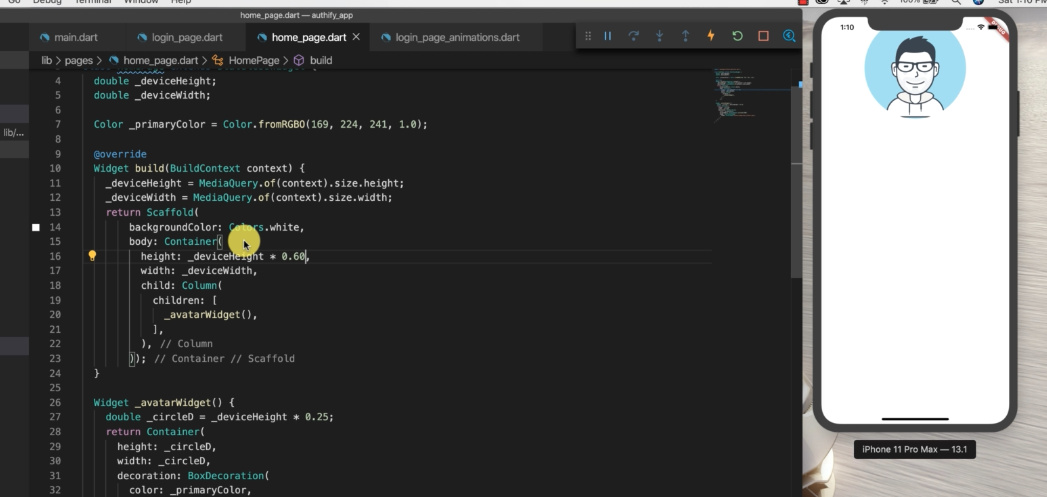 Go Debug Terminal Window Help 100% Sat 1:10 PM
home_page.dart — authify_app
main.dart login_page.dart home_page.dart login_page_animations.dart
lib > pages > home_page.dart > HomePage > build
4 double _deviceHeight;
5 double _deviceWidth;
6
7 Color _primaryColor = Color.fromRGBO(169, 224, 241, 1.0);
8
9 @override
10 Widget build(BuildContext context) {
11 _deviceHeight = MediaQuery.of(context).size.height;
12 _deviceWidth = MediaQuery.of(context).size.width;
13 return Scaffold(
14 backgroundColor: Colors.white,
15 body: Container(
16 height: _deviceHeight * 0.60,
17 width: _deviceWidth,
18 child: Column(
19 children: [
20 _avatarWidget(),
21 ],
22 ), // Column
23 )); // Container // Scaffold
24 }
25
26 Widget _avatarWidget() {
27 double _circleD = _deviceHeight * 0.25;
28 return Container(
29 height: _circleD,
30 width: _circleD,
31 decoration: BoxDecoration(
32 color: _primaryColor,
lib/...
1:10
iPhone 11 Pro Max — 13.1